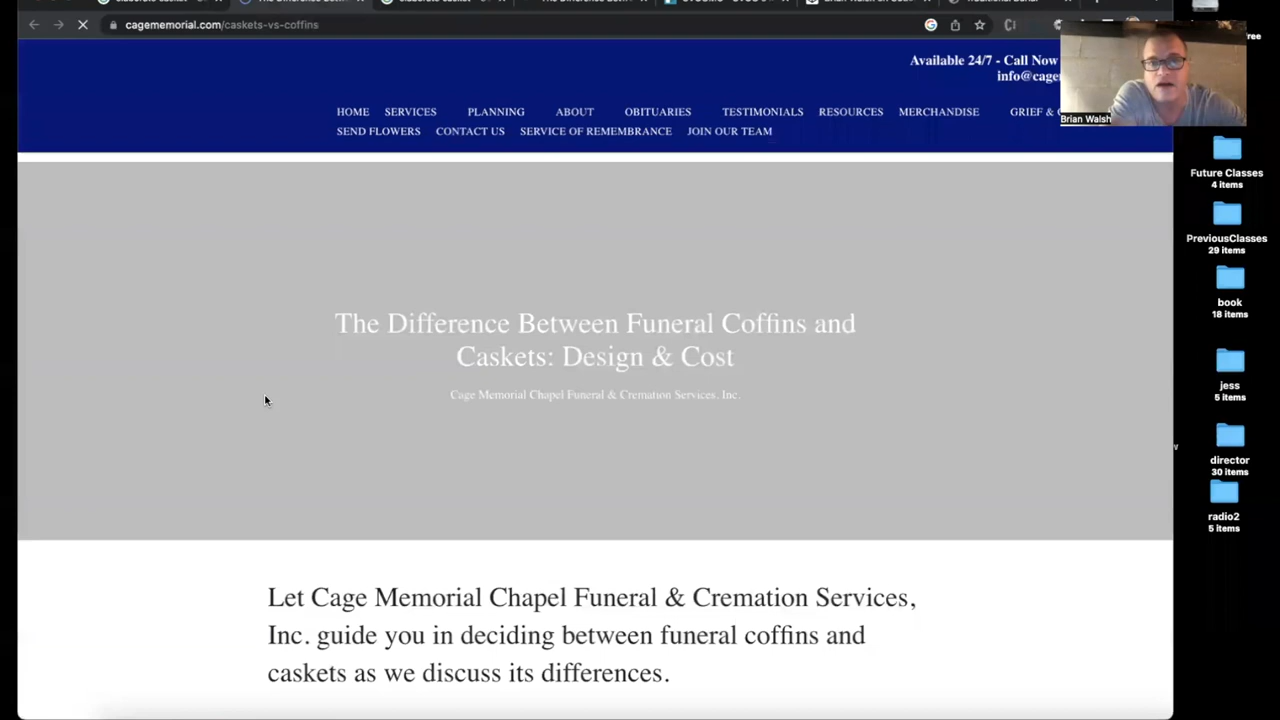 cagememorial.com/caskets-vs-coffins
Available 24/7 - Call Now
info@cage
HOME SERVICES PLANNING ABOUT OBITUARIES TESTIMONIALS RESOURCES MERCHANDISE GRIEF &
SEND FLOWERS CONTACT US SERVICE OF REMEMBRANCE JOIN OUR TEAM
Brian Walsh
The Difference Between Funeral Coffins and
Caskets: Design & Cost
Cage Memorial Chapel Funeral & Cremation Services, Inc.
Let Cage Memorial Chapel Funeral & Cremation Services,
Inc. guide you in deciding between funeral coffins and
caskets as we discuss its differences.
Future Classes
4 items
PreviousClasses
29 items
book
18 items
jess
5 items
director
30 items
radio2
5 items